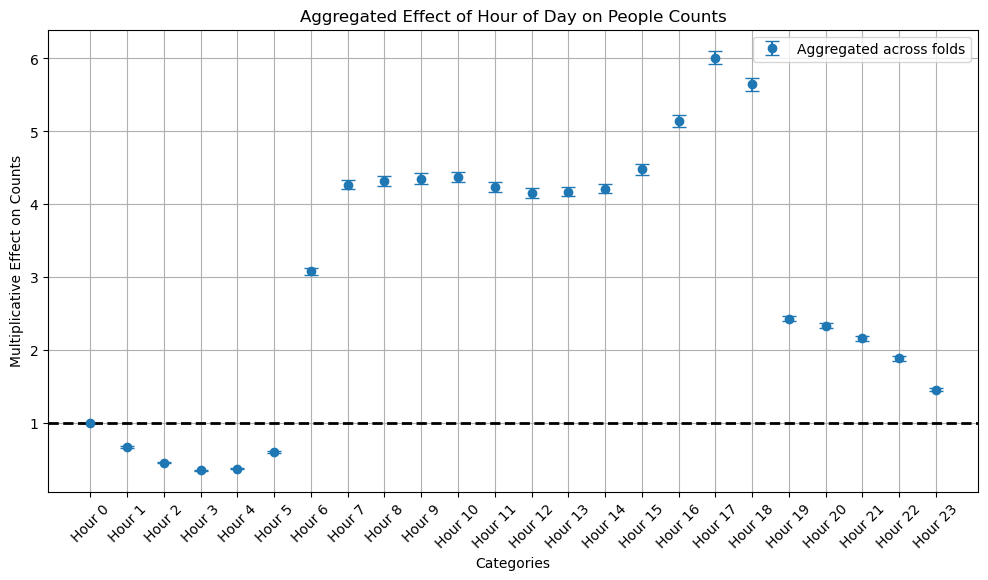 Aggregated Effect of Hour of Day on People Counts
Aggregated across folds
Multiplicative Effect on Counts
6
5
4
3
2
1
Hour 0
Hour 1
Hour 2
Hour 3
Hour 4
Hour 5
Hour 6
Hour 7
Hour 8
Hour 9
Hour 10
Hour 11
Hour 12
Hour 13
Hour 14
Hour 15
Hour 16
Hour 17
Hour 18
Hour 19
Hour 20
Hour 21
Hour 22
Hour 23
Categories